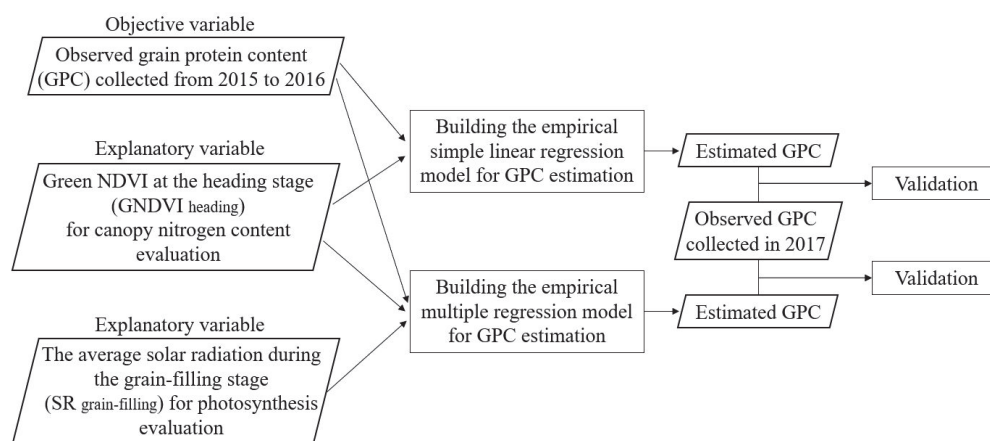 Objective variable
Observed grain protein content
(GPC) collected from 2015 to 2016
Explanatory variable
Green NDVI at the heading stage
(GNDVI heading)
for canopy nitrogen content
evaluation
Explanatory variable
The average solar radiation during
the grain-filling stage
(SR grain-filling) for photosynthesis
evaluation
Building the empirical
simple linear regression
model for GPC estimation
Building the empirical
multiple regression model
for GPC estimation
Estimated GPC
Observed GPC
collected in 2017
Estimated GPC
Validation
Validation